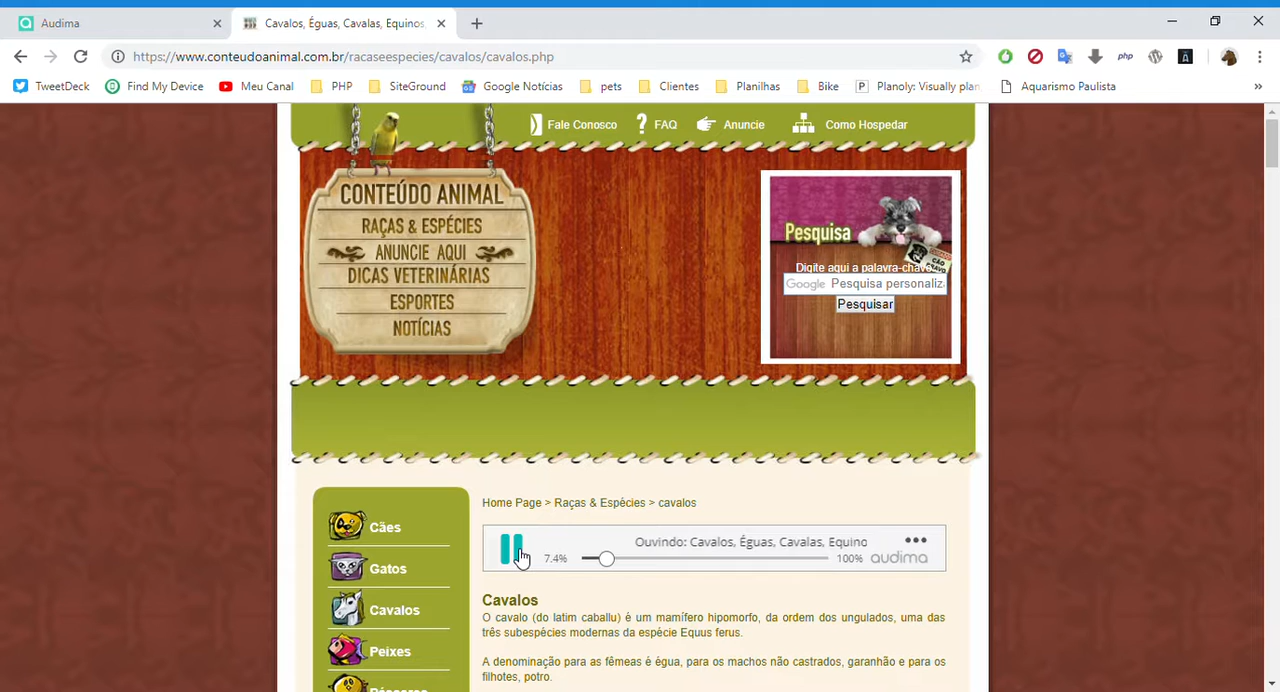 Audima
Cavalos, Éguas, Cavalas, Equinos,
https://www.conteudoanimal.com.br/racaseespecies/cavalos/cavalos.php
php
TweetDeck
Find My Device
Meu Canal
PHP
SiteGround
Google Notícias
pets
Clientes
Planilhas
Bike
Planoly: Visually plan
Aquarismo Paulista
»
Fale Conosco
FAQ
Anuncie
Como Hospedar
CONTEÚDO ANIMAL
RAÇAS & ESPÉCIES
ANUNCIE AQUI
DICAS VETERINÁRIAS
ESPORTES
NOTÍCIAS
Pesquisa
CÃO
Digite aqui a palavra-chave
Google Pesquisa personaliz
Pesquisar
Cães
Gatos
Cavalos
Peixes
Home Page > Raças & Espécies > cavalos
Ouvindo: Cavalos, Éguas, Cavalas, Equino
7.4%
100%
audima
Cavalos
O cavalo (do latim caballu) é um mamífero hipomorfo, da ordem dos ungulados, uma das
três subespécies modernas da espécie Equus ferus.
A denominação para as fêmeas é égua, para os machos não castrados, garanhão e para os
filhotes, potro.